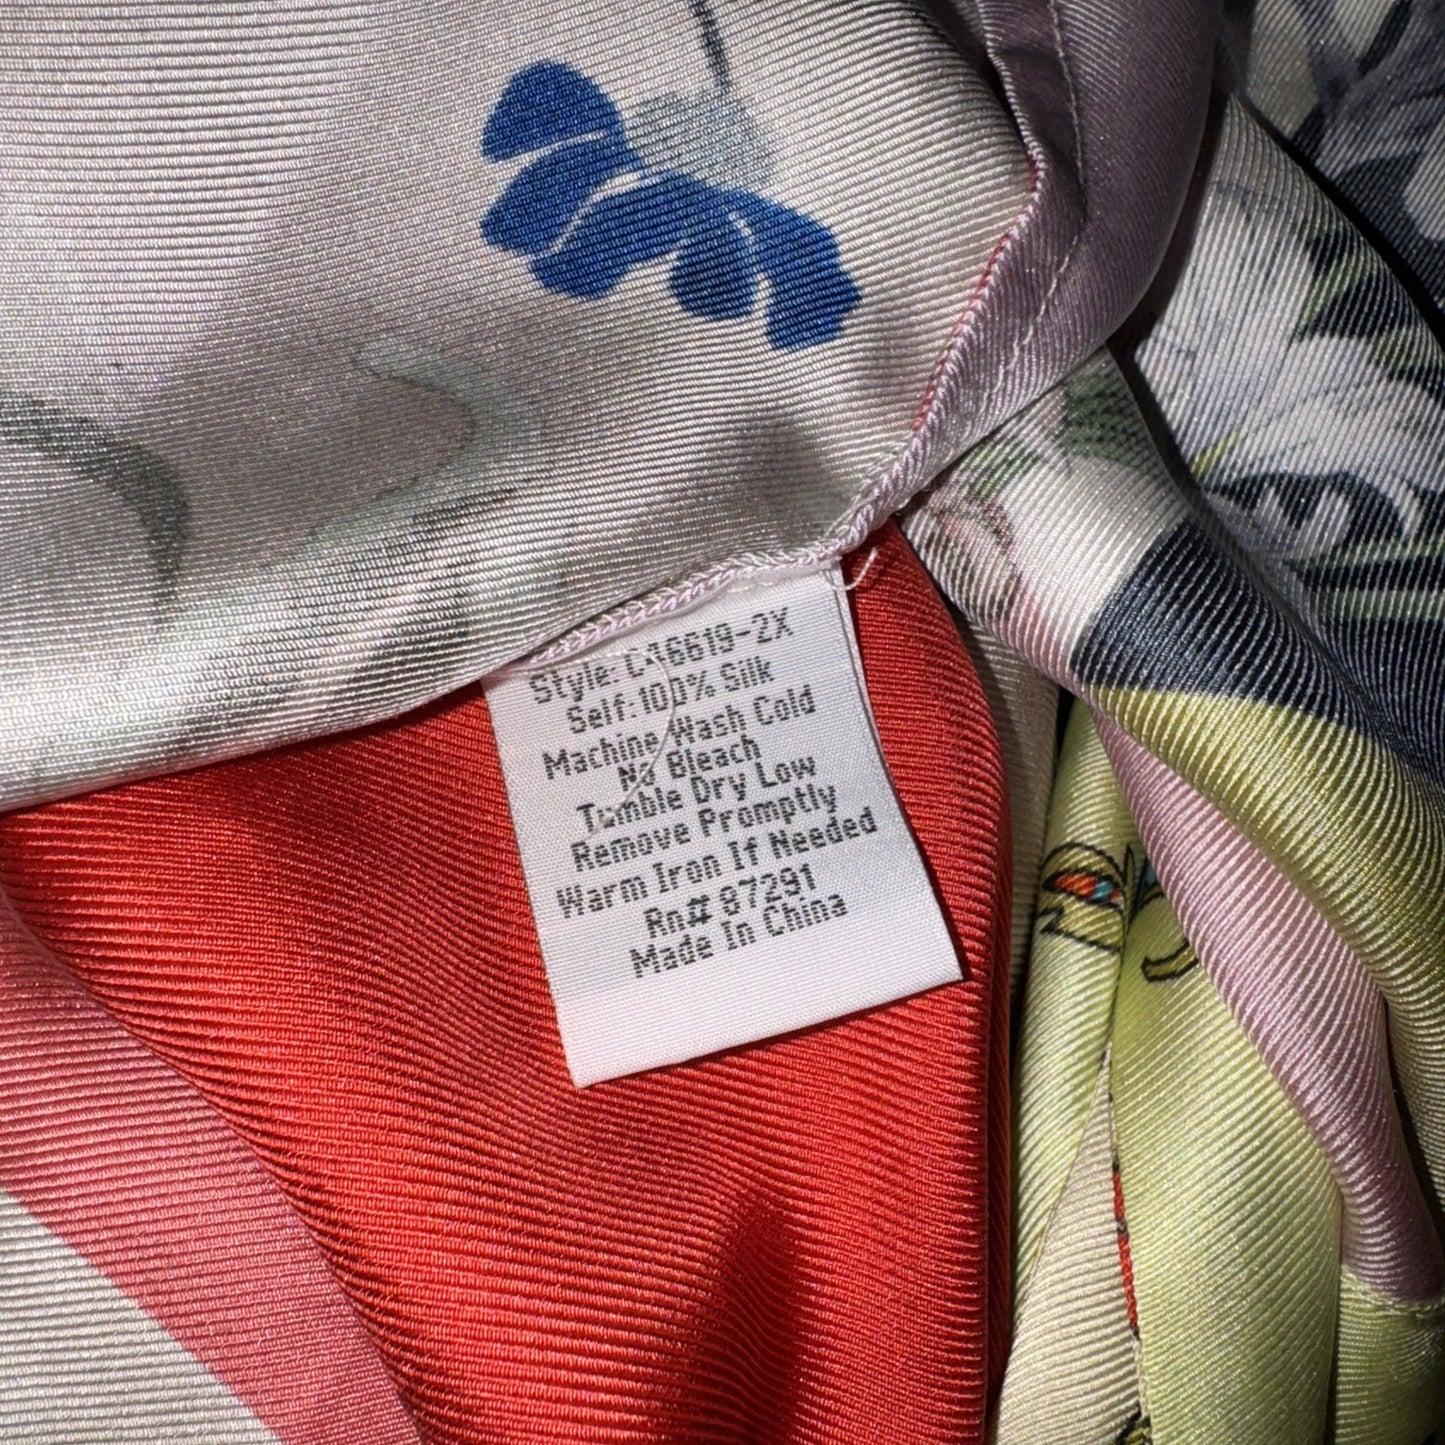 Style: C16619-2X
Self:100% Silk
Machine Wash Cold
No Bleach
Tumble Dry Low
Remove Promptly
Warm Iron If Needed
Rn# 87291
Made In China